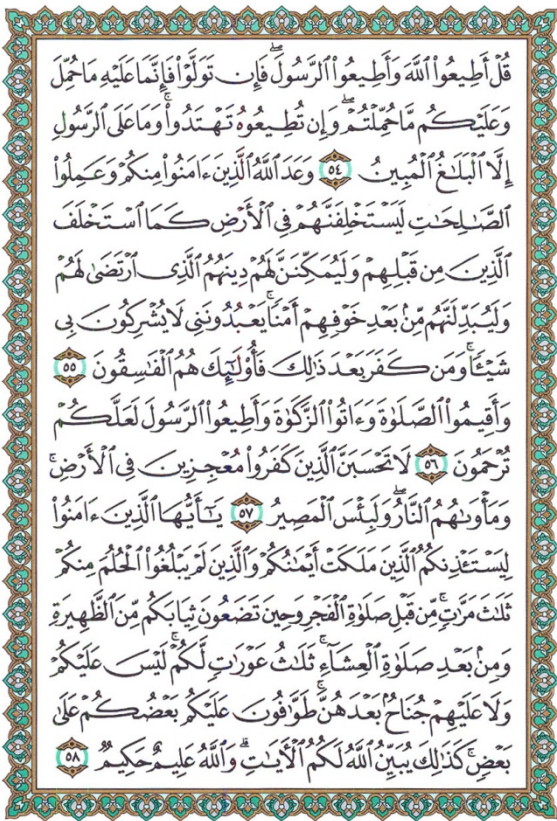 قُلۡ أَطِيعُواْ ٱللَّهَ وَأَطِيعُواْ ٱلرَّسُولَۖ فَإِن تَوَلَّوۡاْ فَإِنَّمَا عَلَيۡهِ مَا حُمِّلَ
وَعَلَيۡكُم مَّا حُمِّلۡتُمۡۖ وَإِن تُطِيعُوهُ تَهۡتَدُواْۚ وَمَا عَلَى ٱلرَّسُولِ
إِلَّا ٱلۡبَلَٰغُ ٱلۡمُبِينُ ٥٤ وَعَدَ ٱللَّهُ ٱلَّذِينَ ءَامَنُواْ مِنكُمۡ وَعَمِلُواْ
ٱلصَّٰلِحَٰتِ لَيَسۡتَخۡلِفَنَّهُمۡ فِي ٱلۡأَرۡضِ كَمَا ٱسۡتَخۡلَفَ
ٱلَّذِينَ مِن قَبۡلِهِمۡ وَلَيُمَكِّنَنَّ لَهُمۡ دِينَهُمُ ٱلَّذِي ٱرۡتَضَىٰ لَهُمۡ
وَلَيُبَدِّلَنَّهُم مِّنۢ بَعۡدِ خَوۡفِهِمۡ أَمۡنٗاۚ يَعۡبُدُونَنِي لَا يُشۡرِكُونَ بِي
شَيۡـٔٗاۚ وَمَن كَفَرَ بَعۡدَ ذَٰلِكَ فَأُوْلَٰٓئِكَ هُمُ ٱلۡفَٰسِقُونَ ٥٥
وَأَقِيمُواْ ٱلصَّلَوٰةَ وَءَاتُواْ ٱلزَّكَوٰةَ وَأَطِيعُواْ ٱلرَّسُولَ لَعَلَّكُمۡ
تُرۡحَمُونَ ٥٦ لَا تَحۡسَبَنَّ ٱلَّذِينَ كَفَرُواْ مُعۡجِزِينَ فِي ٱلۡأَرۡضِۚ
وَمَأۡوَىٰهُمُ ٱلنَّارُۖ وَلَبِئۡسَ ٱلۡمَصِيرُ ٥٧ يَٰٓأَيُّهَا ٱلَّذِينَ ءَامَنُواْ
لِيَسۡتَـٔۡذِنكُمُ ٱلَّذِينَ مَلَكَتۡ أَيۡمَٰنُكُمۡ وَٱلَّذِينَ لَمۡ يَبۡلُغُواْ ٱلۡحُلُمَ مِنكُمۡ
ثَلَٰثَ مَرَّٰتٖۚ مِّن قَبۡلِ صَلَوٰةِ ٱلۡفَجۡرِ وَحِينَ تَضَعُونَ ثِيَابَكُم مِّنَ ٱلظَّهِيرَةِ
وَمِنۢ بَعۡدِ صَلَوٰةِ ٱلۡعِشَآءِۚ ثَلَٰثُ عَوۡرَٰتٖ لَّكُمۡۚ لَيۡسَ عَلَيۡكُمۡ
وَلَا عَلَيۡهِمۡ جُنَاحُۢ بَعۡدَهُنَّۚ طَوَّٰفُونَ عَلَيۡكُم بَعۡضُكُمۡ عَلَىٰ
بَعۡضٖۚ كَذَٰلِكَ يُبَيِّنُ ٱللَّهُ لَكُمُ ٱلۡأٓيَٰتِۗ وَٱللَّهُ عَلِيمٌ حَكِيمٞ ٥٨